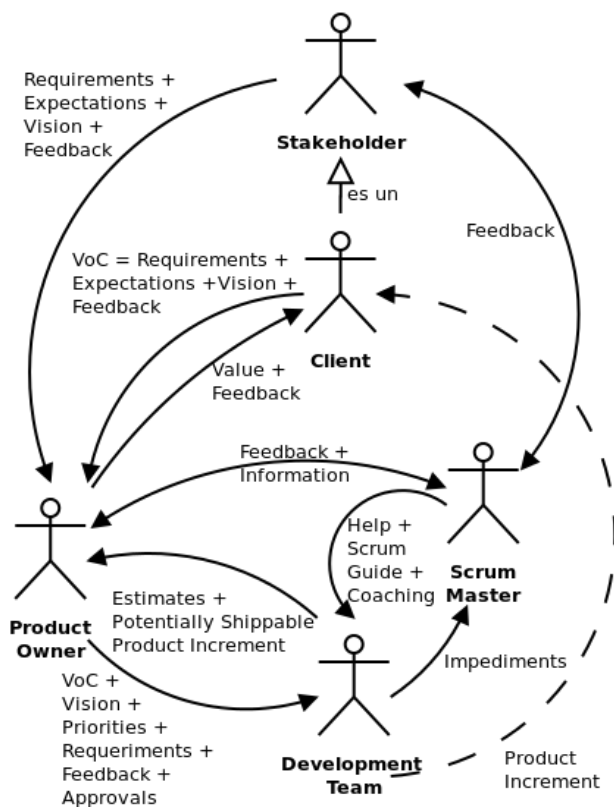 Requirements +
Expectations +
Vision +
Feedback
Stakeholder
es un
Feedback
VoC = Requirements +
Expectations +Vision +
Feedback
Client
Value +
Feedback
Feedback +
Information
Help +
Scrum
Guide +
Coaching
Scrum
Master
Product
Owner
Estimates +
Potentially Shippable
Product Increment
Impediments
VoC +
Vision +
Priorities +
Requeriments +
Feedback +
Approvals
Development
Team
Product
Increment